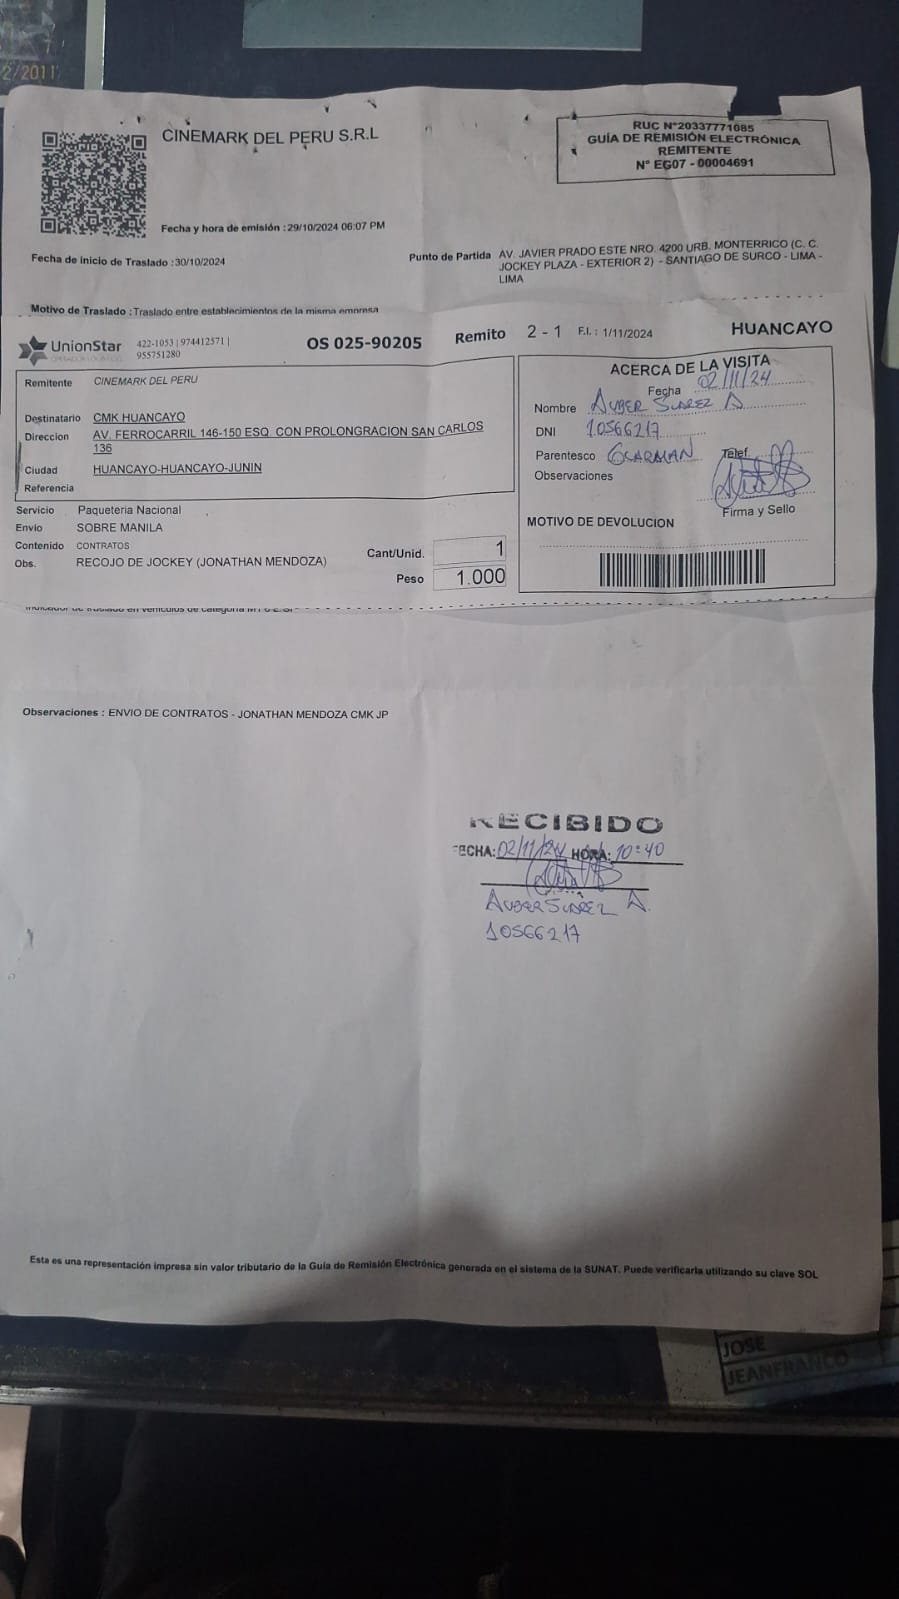 2/2011
CINEMARK DEL PERU S.R.L
RUC N°20337771085
GUÍA DE REMISIÓN ELECTRÓNICA
REMITENTE
N° EG07 - 00004691
Fecha y hora de emisión : 29/10/2024 06:07 PM
Fecha de inicio de Traslado : 30/10/2024
Punto de Partida AV. JAVIER PRADO ESTE NRO. 4200 URB. MONTERRICO (C. C.
JOCKEY PLAZA - EXTERIOR 2) - SANTIAGO DE SURCO - LIMA -
LIMA
Motivo de Traslado : Traslado entre establecimientos de la misma empresa
UnionStar
422-1053 | 974412571 |
955751280
OS 025-90205
Remito 2 - 1 F.I. : 1/11/2024 HUANCAYO
Remitente CINEMARK DEL PERU
Destinatario CMK HUANCAYO
Direccion AV. FERROCARRIL 146-150 ESQ. CON PROLONGRACION SAN CARLOS
136
Ciudad HUANCAYO-HUANCAYO-JUNIN
Referencia
Servicio Paqueteria Nacional
Envio SOBRE MANILA
Contenido CONTRATOS
Obs. RECOJO DE JOCKEY (JONATHAN MENDOZA)
Cant/Unid. 1
Peso 1.000
ACERCA DE LA VISITA
Fecha 02/11/24
Nombre AUBER SUAREZ A
DNI 10566217
Parentesco Telef.
Observaciones
Firma y Sello
MOTIVO DE DEVOLUCION
Observaciones : ENVIO DE CONTRATOS - JONATHAN MENDOZA CMK JP
RECIBIDO
FECHA: 02/11/24 HORA: 10:40
AUBER SUAREZ A.
10566217
Esta es una representación impresa sin valor tributario de la Guía de Remisión Electrónica generada en el sistema de la SUNAT. Puede verificarla utilizando su clave SOL
JOSE
JEANFRANCO